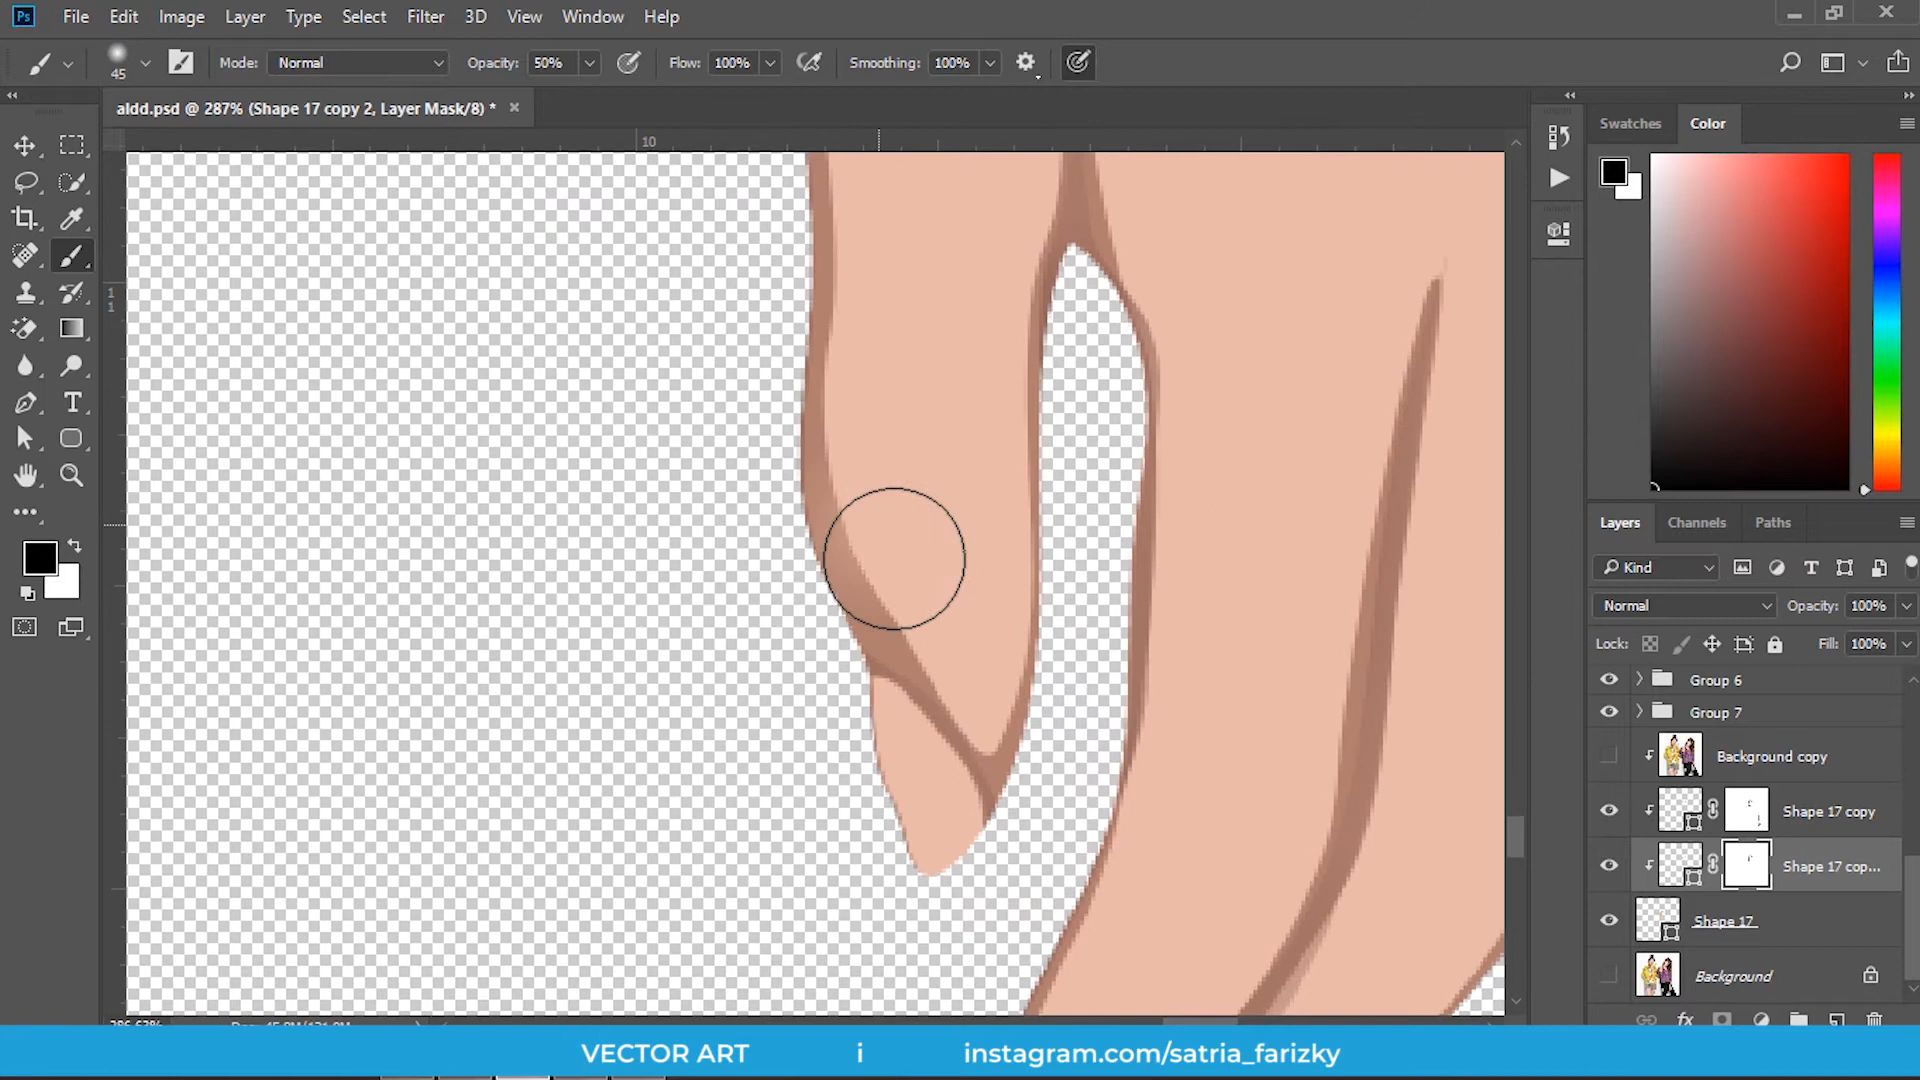 Ps File Edit Image Layer Type Select Filter 3D View Window Help
45 Mode: Normal Opacity: 50% Flow: 100% Smoothing: 100%
aldd.psd @ 287% (Shape 17 copy 2, Layer Mask/8) *
10
1
1
Swatches Color
Layers Channels Paths
Kind
Normal Opacity: 100%
Lock: Fill: 100%
Group 6
Group 7
Background copy
Shape 17 copy
Shape 17 cop...
Shape 17
Background
VECTOR ART i instagram.com/satria_farizky